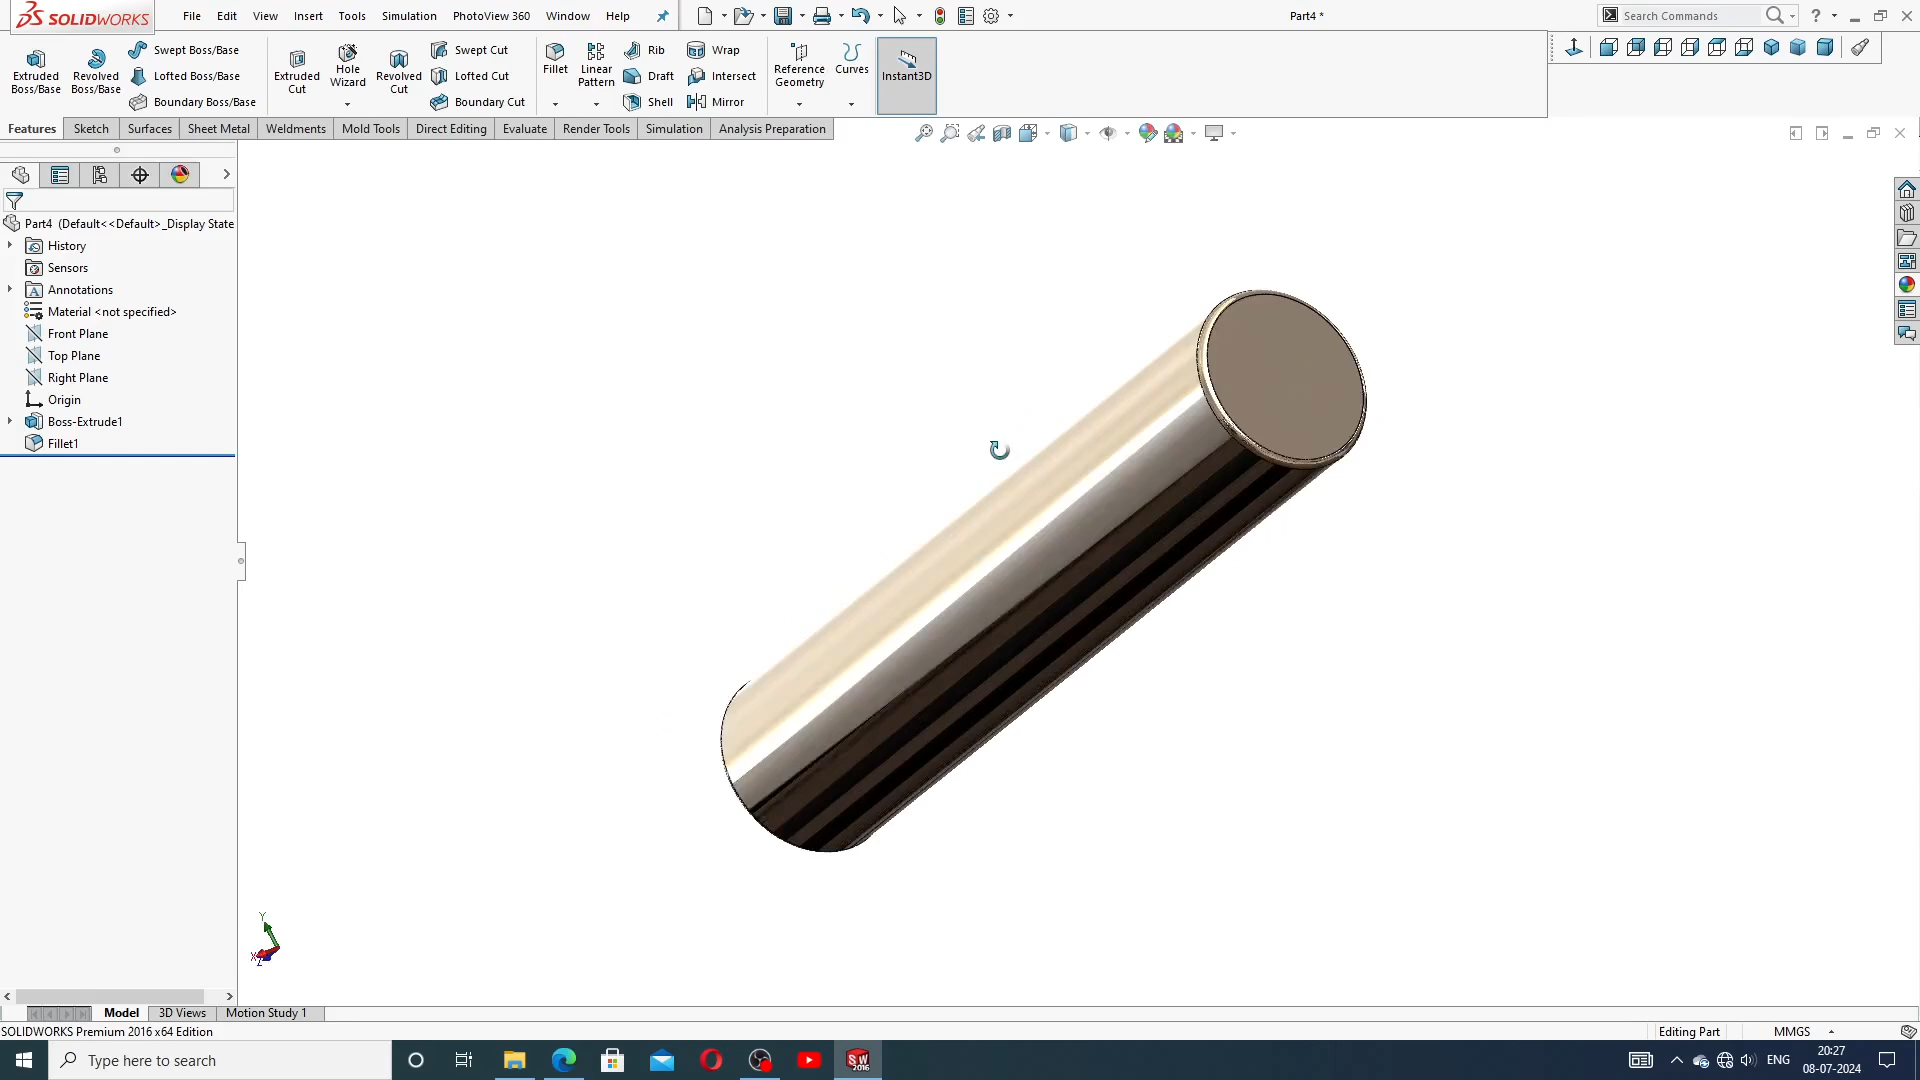 SOLIDWORKS File Edit View Insert Tools Simulation PhotoView 360 Window Help Part4 * Search Commands ?
Extruded Boss/Base
Revolved Boss/Base
Swept Boss/Base
Lofted Boss/Base
Boundary Boss/Base
Extruded Cut
Hole Wizard
Revolved Cut
Swept Cut
Lofted Cut
Boundary Cut
Fillet
Linear Pattern
Rib
Draft
Shell
Wrap
Intersect
Mirror
Reference Geometry
Curves
Instant3D
Features Sketch Surfaces Sheet Metal Weldments Mold Tools Direct Editing Evaluate Render Tools Simulation Analysis Preparation
Part4 (Default<<Default>_Display State
History
Sensors
Annotations
Material <not specified>
Front Plane
Top Plane
Right Plane
Origin
Boss-Extrude1
Fillet1
Y
X
Z
Model 3D Views Motion Study 1
SOLIDWORKS Premium 2016 x64 Edition Editing Part MMGS
Type here to search
SW
2016
ENG
20:27
08-07-2024